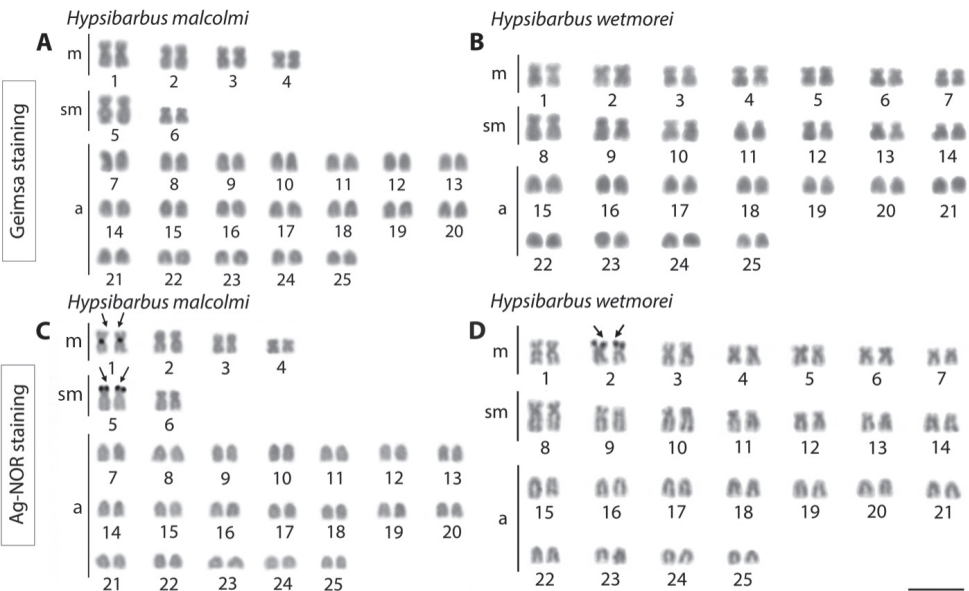 Hypsibarbus malcolmi
A
m
1 2 3 4
sm
5 6
7 8 9 10 11 12 13
a
14 15 16 17 18 19 20
21 22 23 24 25
Geimsa staining
Hypsibarbus wetmorei
B
m
1 2 3 4 5 6 7
sm
8 9 10 11 12 13 14
a
15 16 17 18 19 20 21
22 23 24 25
Hypsibarbus malcolmi
C
m
1 2 3 4
sm
5 6
7 8 9 10 11 12 13
a
14 15 16 17 18 19 20
21 22 23 24 25
Ag-NOR staining
Hypsibarbus wetmorei
D
m
1 2 3 4 5 6 7
sm
8 9 10 11 12 13 14
15 16 17 18 19 20 21
a
22 23 24 25